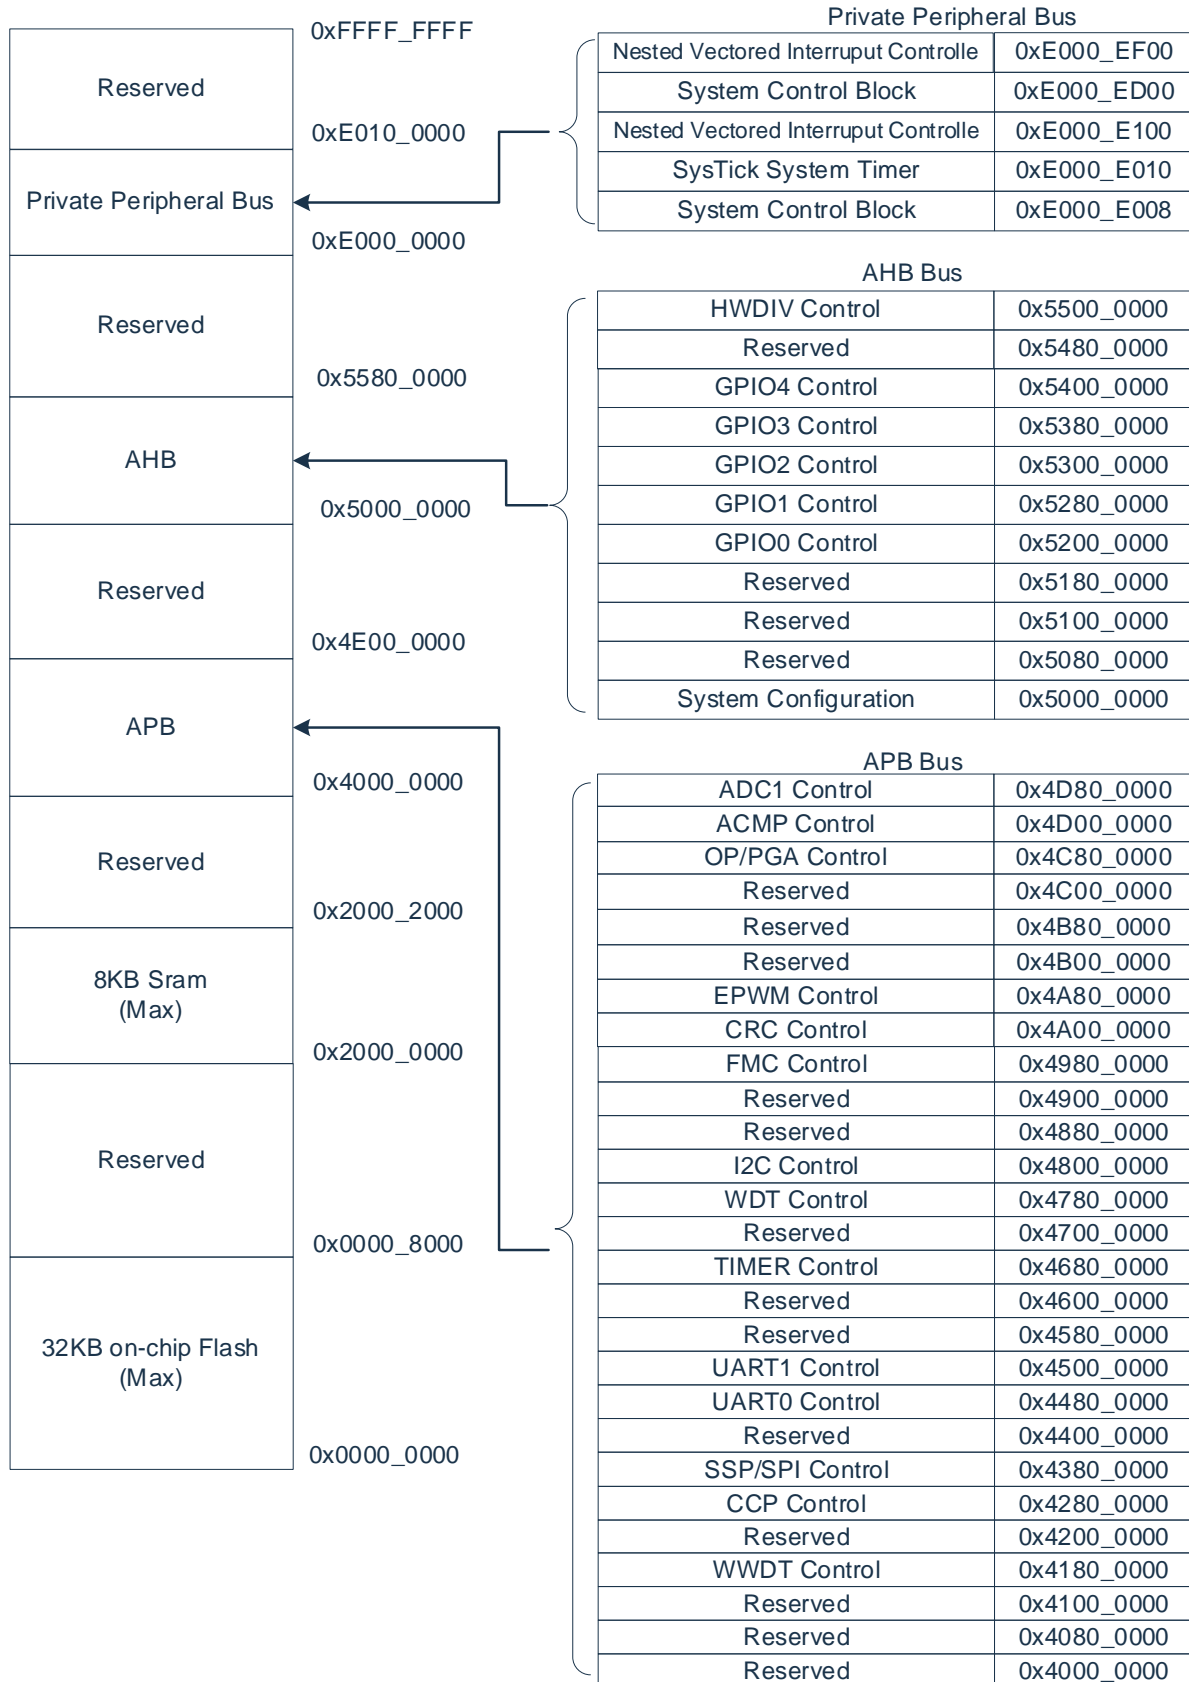 0xFFFF_FFFF
Reserved
0xE010_0000
Private Peripheral Bus
0xE000_0000
Reserved
0x5580_0000
AHB
0x5000_0000
Reserved
0x4E00_0000
APB
0x4000_0000
Reserved
0x2000_2000
8KB Sram
(Max)
0x2000_0000
Reserved
0x0000_8000
32KB on-chip Flash
(Max)
0x0000_0000
Private Peripheral Bus
Nested Vectored Interruput Controlle 0xE000_EF00
System Control Block 0xE000_ED00
Nested Vectored Interruput Controlle 0xE000_E100
SysTick System Timer 0xE000_E010
System Control Block 0xE000_E008
AHB Bus
HWDIV Control 0x5500_0000
Reserved 0x5480_0000
GPIO4 Control 0x5400_0000
GPIO3 Control 0x5380_0000
GPIO2 Control 0x5300_0000
GPIO1 Control 0x5280_0000
GPIO0 Control 0x5200_0000
Reserved 0x5180_0000
Reserved 0x5100_0000
Reserved 0x5080_0000
System Configuration 0x5000_0000
APB Bus
ADC1 Control 0x4D80_0000
ACMP Control 0x4D00_0000
OP/PGA Control 0x4C80_0000
Reserved 0x4C00_0000
Reserved 0x4B80_0000
Reserved 0x4B00_0000
EPWM Control 0x4A80_0000
CRC Control 0x4A00_0000
FMC Control 0x4980_0000
Reserved 0x4900_0000
Reserved 0x4880_0000
I2C Control 0x4800_0000
WDT Control 0x4780_0000
Reserved 0x4700_0000
TIMER Control 0x4680_0000
Reserved 0x4600_0000
Reserved 0x4580_0000
UART1 Control 0x4500_0000
UART0 Control 0x4480_0000
Reserved 0x4400_0000
SSP/SPI Control 0x4380_0000
CCP Control 0x4280_0000
Reserved 0x4200_0000
WWDT Control 0x4180_0000
Reserved 0x4100_0000
Reserved 0x4080_0000
Reserved 0x4000_0000